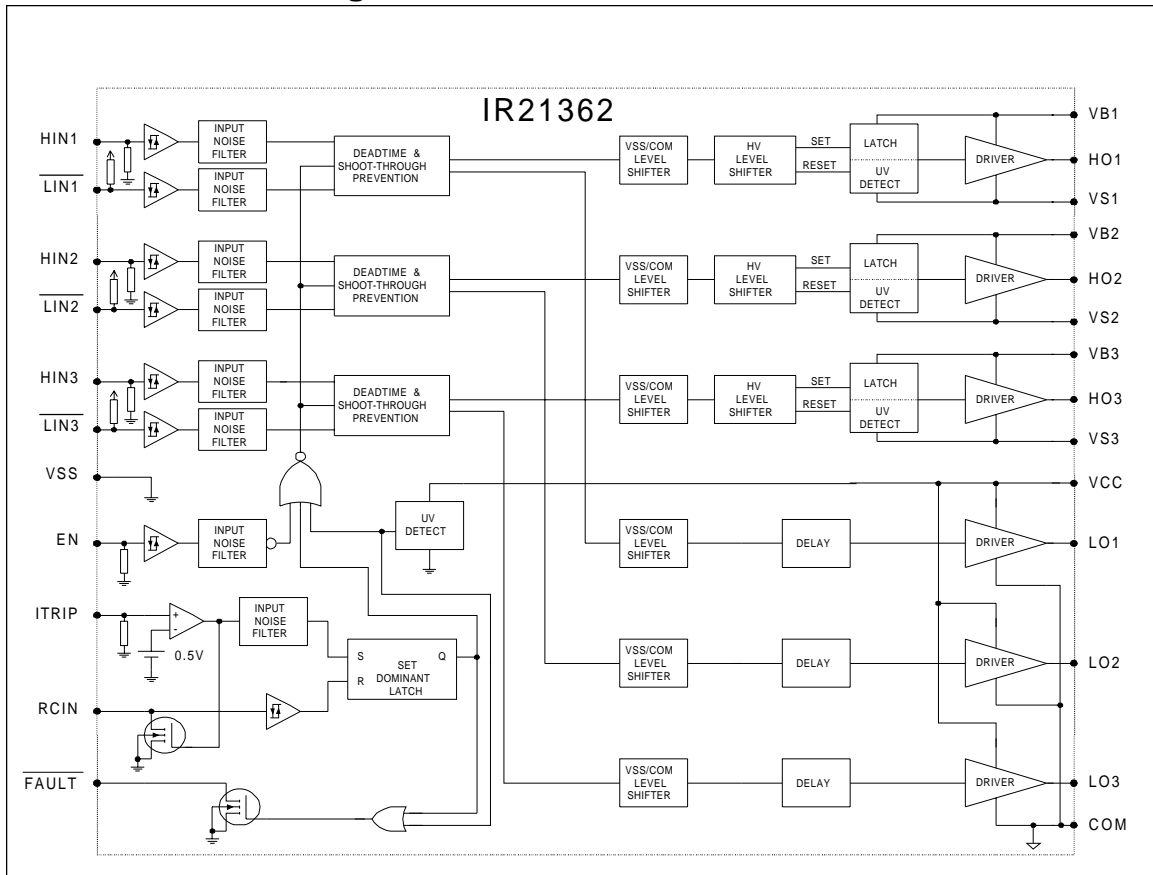 IR21362
HIN1
LIN1
HIN2
LIN2
HIN3
LIN3
VSS
EN
ITRIP
RCIN
FAULT
INPUT
NOISE
FILTER
INPUT
NOISE
FILTER
DEADTIME &
SHOOT-THROUGH
PREVENTION
VSS/COM
LEVEL
SHIFTER
HV
LEVEL
SHIFTER
SET
RESET
LATCH
UV
DETECT
DRIVER
VB1
HO1
VS1
INPUT
NOISE
FILTER
INPUT
NOISE
FILTER
DEADTIME &
SHOOT-THROUGH
PREVENTION
VSS/COM
LEVEL
SHIFTER
HV
LEVEL
SHIFTER
SET
RESET
LATCH
UV
DETECT
DRIVER
VB2
HO2
VS2
INPUT
NOISE
FILTER
INPUT
NOISE
FILTER
DEADTIME &
SHOOT-THROUGH
PREVENTION
VSS/COM
LEVEL
SHIFTER
HV
LEVEL
SHIFTER
SET
RESET
LATCH
UV
DETECT
DRIVER
VB3
HO3
VS3
INPUT
NOISE
FILTER
UV
DETECT
VSS/COM
LEVEL
SHIFTER
DELAY
DRIVER
VCC
LO1
+
-
0.5V
INPUT
NOISE
FILTER
S
R
Q
SET
DOMINANT
LATCH
VSS/COM
LEVEL
SHIFTER
DELAY
DRIVER
LO2
VSS/COM
LEVEL
SHIFTER
DELAY
DRIVER
LO3
COM